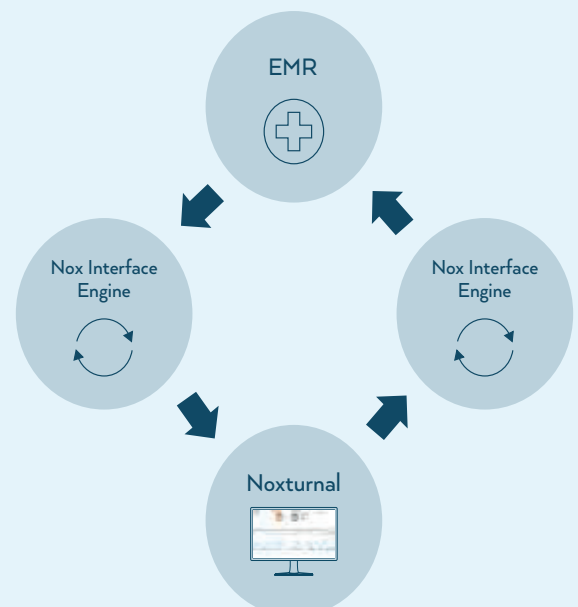 EMR
Nox Interface
Engine
Nox Interface
Engine
Noxturnal